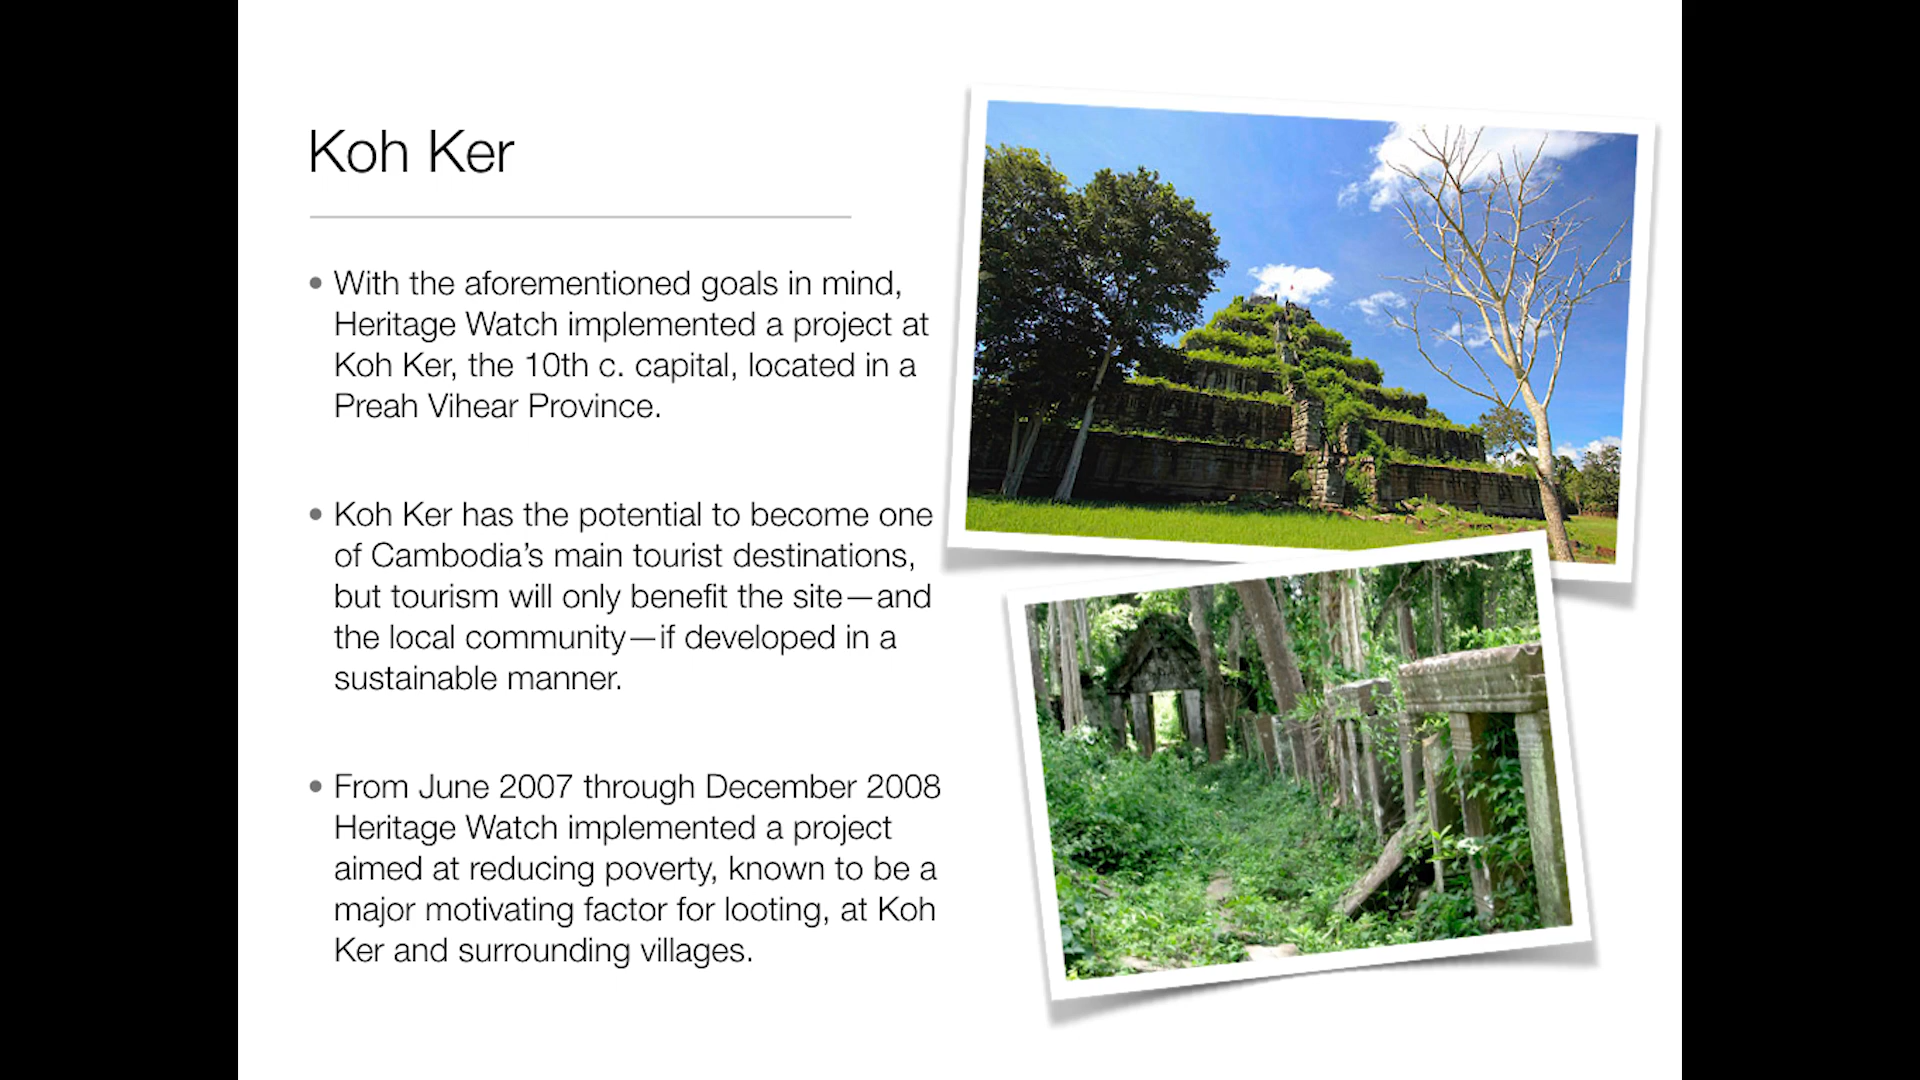 Koh Ker
• With the aforementioned goals in mind,
Heritage Watch implemented a project at
Koh Ker, the 10th c. capital, located in a
Preah Vihear Province.
• Koh Ker has the potential to become one
of Cambodia’s main tourist destinations,
but tourism will only benefit the site—and
the local community—if developed in a
sustainable manner.
• From June 2007 through December 2008
Heritage Watch implemented a project
aimed at reducing poverty, known to be a
major motivating factor for looting, at Koh
Ker and surrounding villages.